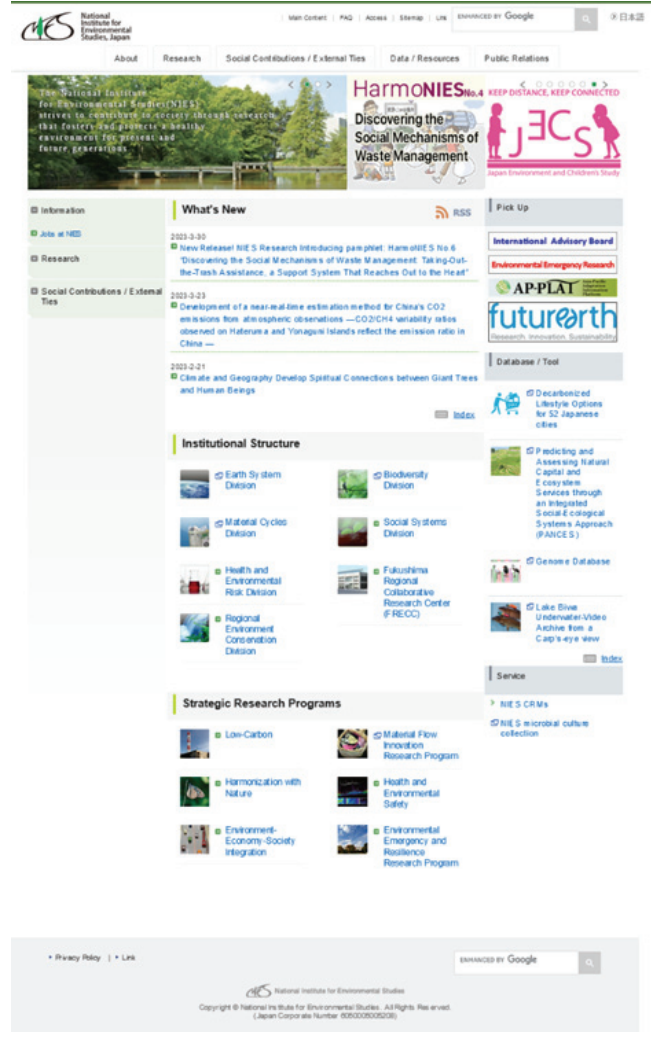 National
Institute for
Environmental
Studies, Japan
| Main Content | FAQ | Access | Sitemap | Link
ENHANCED BY Google
日本語
About Research Social Contributions / External Ties Data / Resources Public Relations
The National Institute
for Environmental Studies(NIES)
strives to contribute to society through research
that fosters and protects a healthy
environment for present and
future generations.
HarmoNIES No.4
Discovering the
Social Mechanisms of
Waste Management
KEEP DISTANCE, KEEP CONNECTED
JECS
Japan Environment and Children's Study
Information
Jobs at NIES
Research
Social Contributions / External
Ties
What's New
RSS
2023-3-30
New Release! NIES Research Introducing pamphlet: HarmoNIES No.6
"Discovering the Social Mechanisms of Waste Management: Taking-Out-
the-Trash Assistance, a Support System That Reaches Out to the Heart"
2023-3-23
Development of a near-real-time estimation method for China's CO2
emissions from atmospheric observations —CO2/CH4 variability ratios
observed on Hateruma and Yonaguni Islands reflect the emission ratio in
China —
2023-2-21
Climate and Geography Develop Spiritual Connections between Giant Trees
and Human Beings
Index
Institutional Structure
Earth System
Division
Biodiversity
Division
Material Cycles
Division
Social Systems
Division
Health and
Environmental
Risk Division
Fukushima
Regional
Collaborative
Research Center
(FRECC)
Regional
Environment
Conservation
Division
Strategic Research Programs
Low-Carbon
Material Flow
Innovation
Research Program
Harmonization with
Nature
Health and
Environmental
Safety
Environment-
Economy-Society
Integration
Environmental
Emergency and
Resilience
Research Program
Pick Up
International Advisory Board
Environmental Emergency Research
AP-PLAT
futurearth
Research. Innovation. Sustainability.
Database / Tool
Decarbonized
Lifestyle Options
for 52 Japanese
cities
Predicting and
Assessing Natural
Capital and
Ecosystem
Services through
an Integrated
Social-Ecological
Systems Approach
(PANCES)
Genome Database
Lake Biwa
Underwater-Video
Archive from a
Carp's-eye view
Index
Service
NIES CRMs
NIES microbial culture
collection
Privacy Policy | Link
ENHANCED BY Google
National Institute for Environmental Studies
Copyright © National Institute for Environmental Studies. All Rights Reserved.
(Japan Corporate Number 6050005005208)